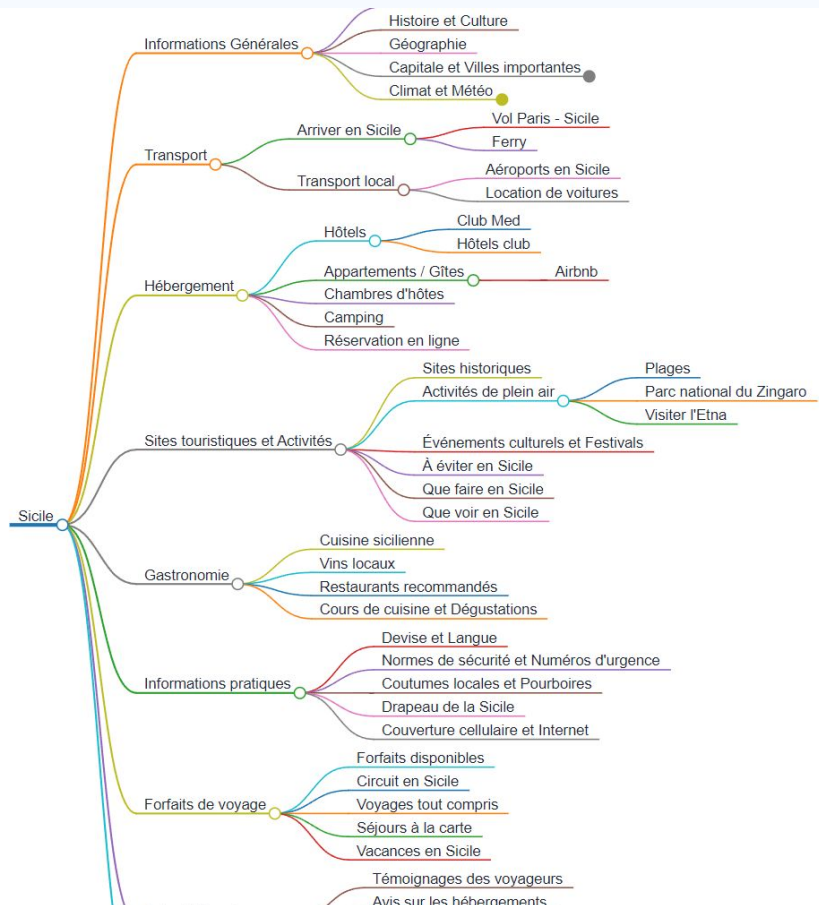 Sicile
Informations Générales
Histoire et Culture
Géographie
Capitale et Villes importantes
Climat et Météo
Transport
Arriver en Sicile
Vol Paris - Sicile
Ferry
Transport local
Aéroports en Sicile
Location de voitures
Hébergement
Hôtels
Club Med
Hôtels club
Appartements / Gîtes
Airbnb
Chambres d'hôtes
Camping
Réservation en ligne
Sites touristiques et Activités
Sites historiques
Activités de plein air
Plages
Parc national du Zingaro
Visiter l'Etna
Événements culturels et Festivals
À éviter en Sicile
Que faire en Sicile
Que voir en Sicile
Gastronomie
Cuisine sicilienne
Vins locaux
Restaurants recommandés
Cours de cuisine et Dégustations
Informations pratiques
Devise et Langue
Normes de sécurité et Numéros d'urgence
Coutumes locales et Pourboires
Drapeau de la Sicile
Couverture cellulaire et Internet
Forfaits de voyage
Forfaits disponibles
Circuit en Sicile
Voyages tout compris
Séjours à la carte
Vacances en Sicile
Témoignages des voyageurs
Avis sur les hébergements